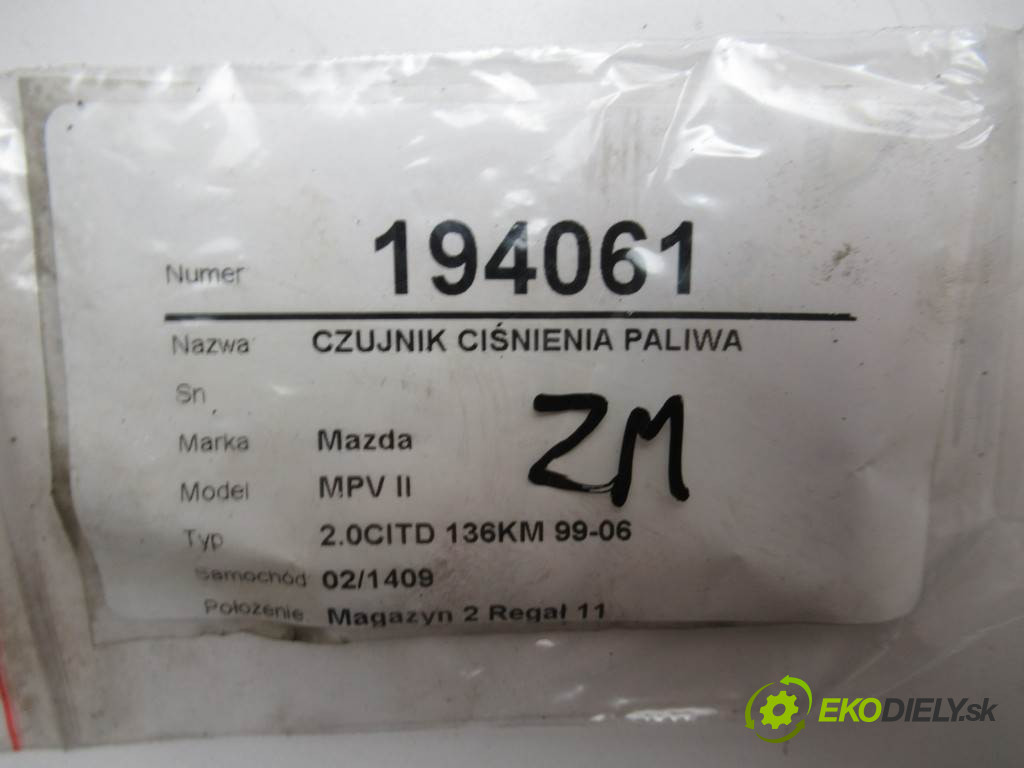 Numer 194061
Nazwa CZUJNIK CIŚNIENIA PALIWA
Sn
Marka Mazda
Model MPV II
ZM
Typ 2.0CITD 136KM 99-06
Samochód 02/1409
Położenie Magazyn 2 Regał 11
EKODIELY.sk